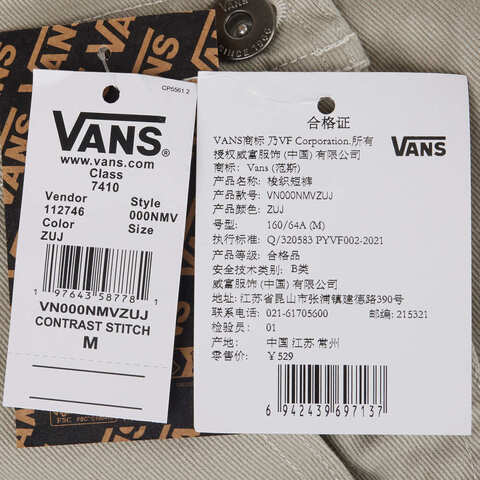 VANS
SINCE 1966
CP5561 2
VANS®
www.vans.com
Class
7410
Vendor Style
112746 000NMV
Color Size
ZUJ
1 97643 58778 1
VN000NMVZUJ
CONTRAST STITCH
M
FSC
合格证
VANS商标 乃VF Corporation.所有
授权威富服饰(中国)有限公司
VANS
商标: Vans (范斯)
产品名称: 梭织短裤
产品款号: VN000NMVZUJ
产品颜色: ZUJ
号型: 160/64A (M)
执行标准: Q/320583 PYVF002-2021
产品等级: 合格品
安全技术类别: B类
威富服饰(中国)有限公司
地址:江苏省昆山市张浦镇建德路390号
联系电话: 021-61705600 邮编: 215321
检验员: 01
产地: 中国 江苏 常州
零售价: ¥529
6 942439 697137